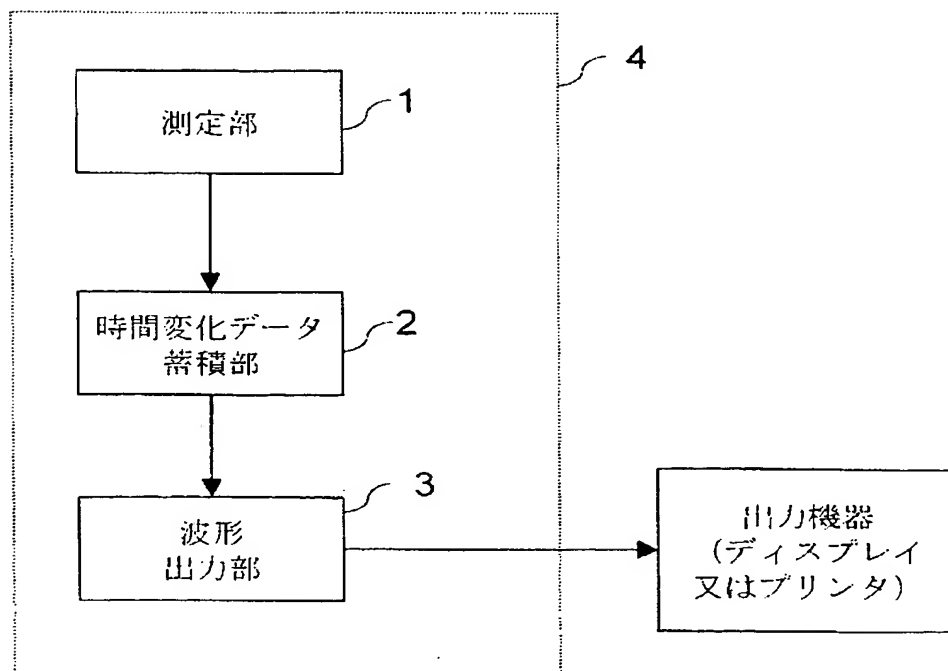 4
1
測定部
時間変化データ
蓄積部
2
3
波形
出力部
出力機器
（ディスプレイ
又はプリンタ）